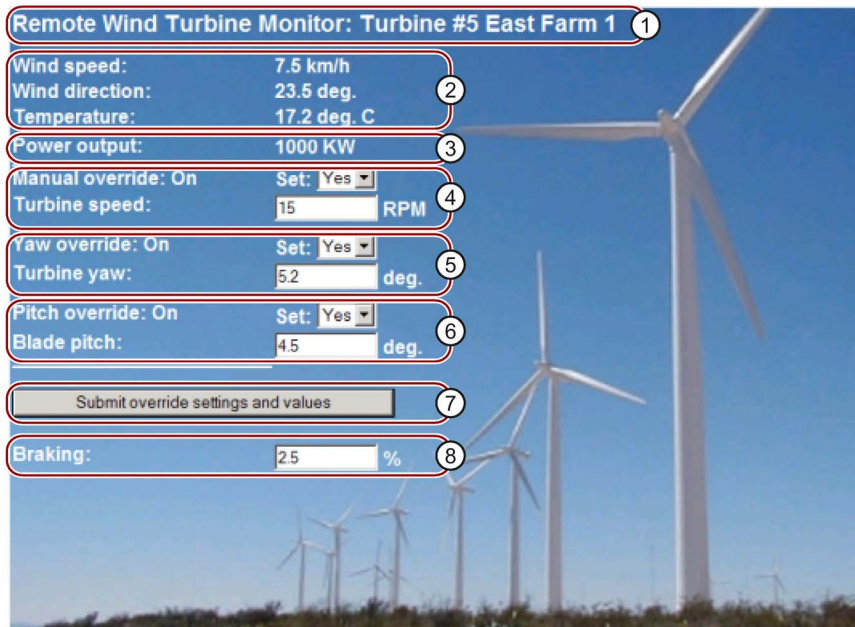 Remote Wind Turbine Monitor: Turbine #5 East Farm 1 1
Wind speed: 7.5 km/h
Wind direction: 23.5 deg. 2
Temperature: 17.2 deg. C
Power output: 1000 KW 3
Manual override: On Set: Yes
Turbine speed: 15 RPM 4
Yaw override: On Set: Yes
Turbine yaw: 5.2 deg. 5
Pitch override: On Set: Yes
Blade pitch: 4.5 deg. 6
Submit override settings and values 7
Braking: 2.5 % 8